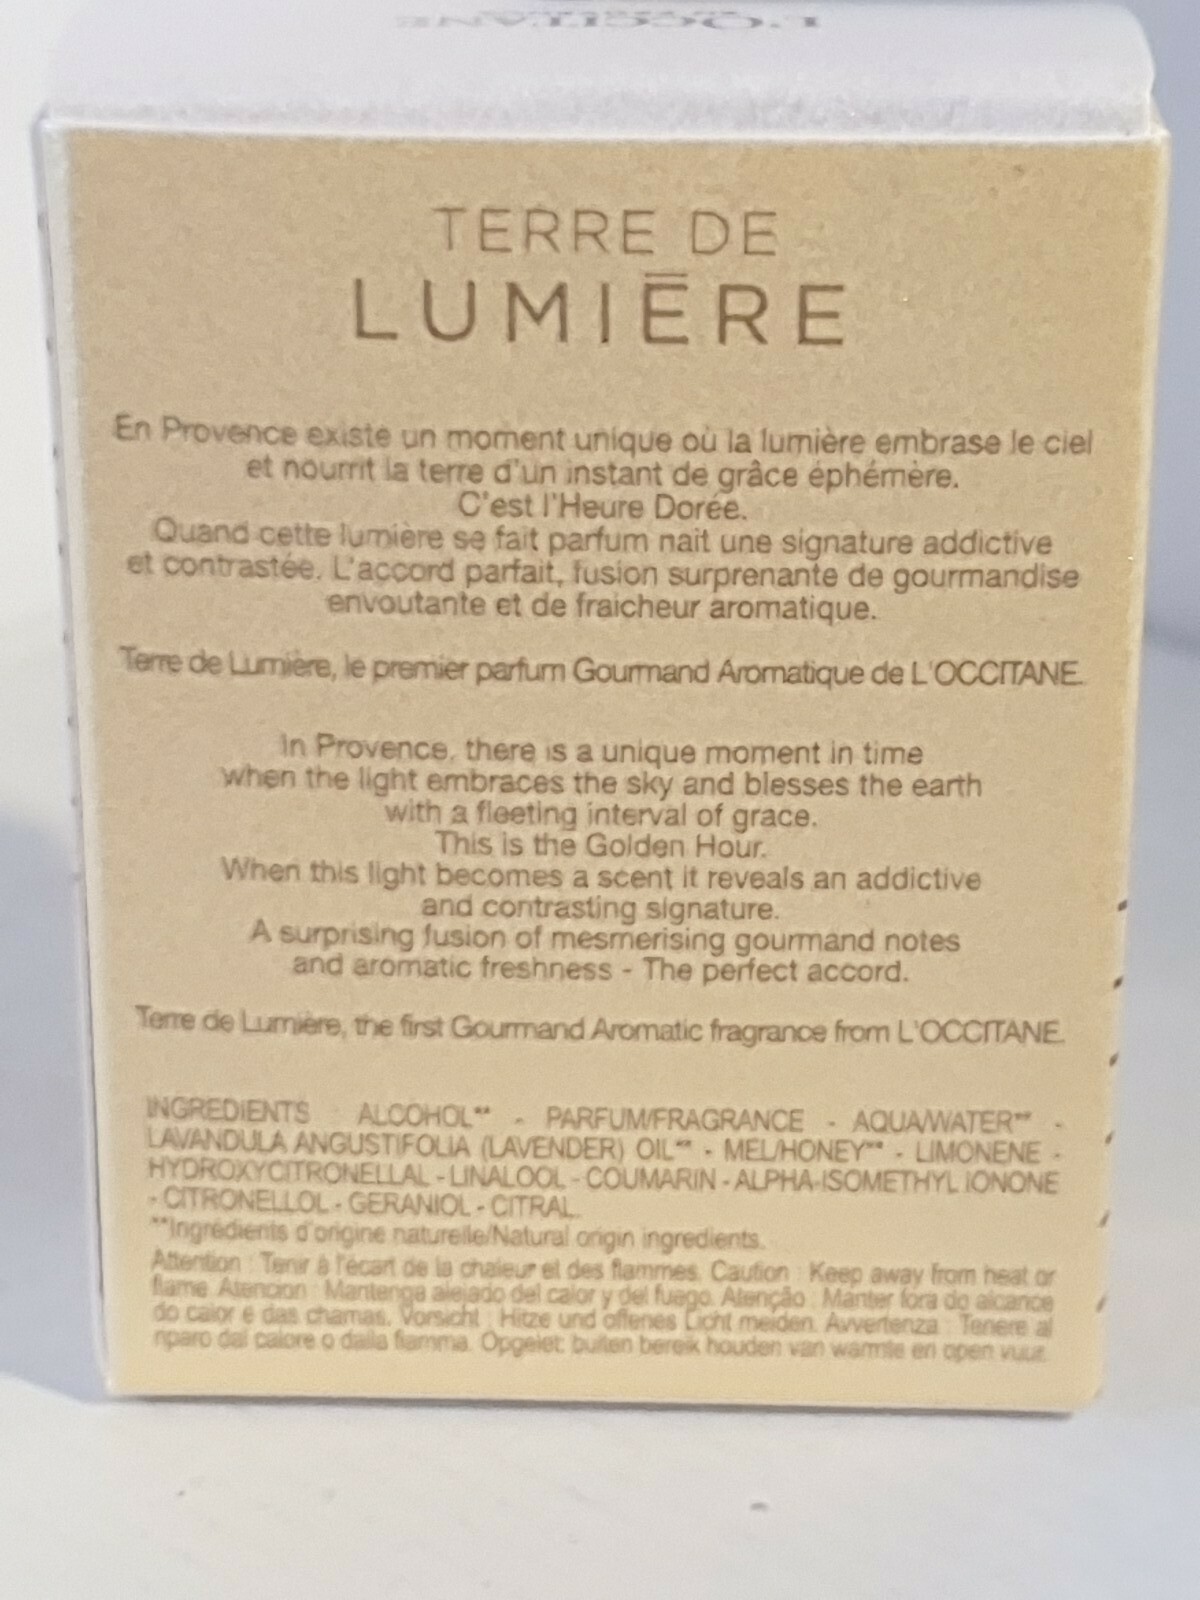 L'OCCITANE
TERRE DE
LUMIÈRE
En Provence existe un moment unique où la lumière embrase le ciel
et nourrit la terre d'un instant de grâce éphémère.
C'est l'Heure Dorée.
Quand cette lumière se fait parfum nait une signature addictive
et contrastée. L'accord parfait, fusion surprenante de gourmandise
envoutante et de fraicheur aromatique.
Terre de Lumière, le premier parfum Gourmand Aromatique de L'OCCITANE.
In Provence, there is a unique moment in time
when the light embraces the sky and blesses the earth
with a fleeting interval of grace.
This is the Golden Hour.
When this light becomes a scent it reveals an addictive
and contrasting signature.
A surprising fusion of mesmerising gourmand notes
and aromatic freshness - The perfect accord.
Terre de Lumière, the first Gourmand Aromatic fragrance from L'OCCITANE.
INGREDIENTS : ALCOHOL** - PARFUM/FRAGRANCE - AQUA/WATER** -
LAVANDULA ANGUSTIFOLIA (LAVENDER) OIL** - MEL/HONEY** - LIMONENE -
HYDROXYCITRONELLAL - LINALOOL - COUMARIN - ALPHA-ISOMETHYL IONONE
- CITRONELLOL - GERANIOL - CITRAL.
**Ingrédients d'origine naturelle/Natural origin ingredients.
Attention : Tenir à l'écart de la chaleur et des flammes. Caution : Keep away from heat or
flame. Atencion : Mantenga alejado del calor y del fuego. Atenção : Manter fora do alcance
do calor e das chamas. Vorsicht : Hitze und offenes Licht meiden. Avvertenza : Tenere al
riparo dal calore o dalla fiamma. Opgelet: buiten bereik houden van warmte en open vuur.